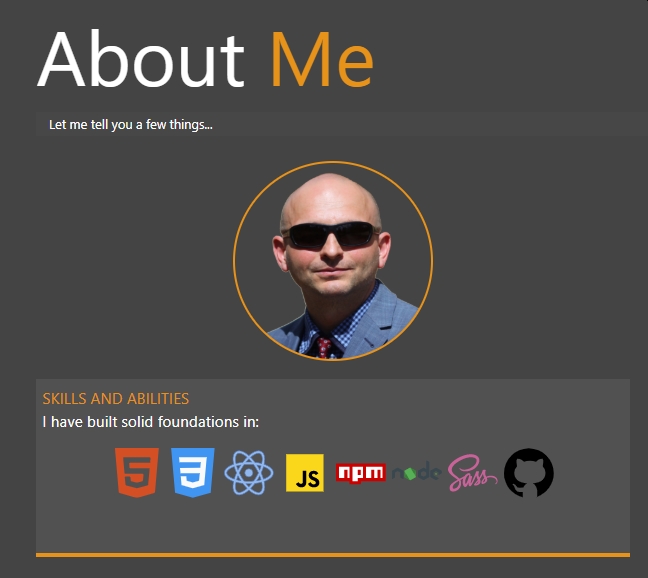 About Me
Let me tell you a few things...
SKILLS AND ABILITIES
I have built solid foundations in:
5 3 JS npm node Sass